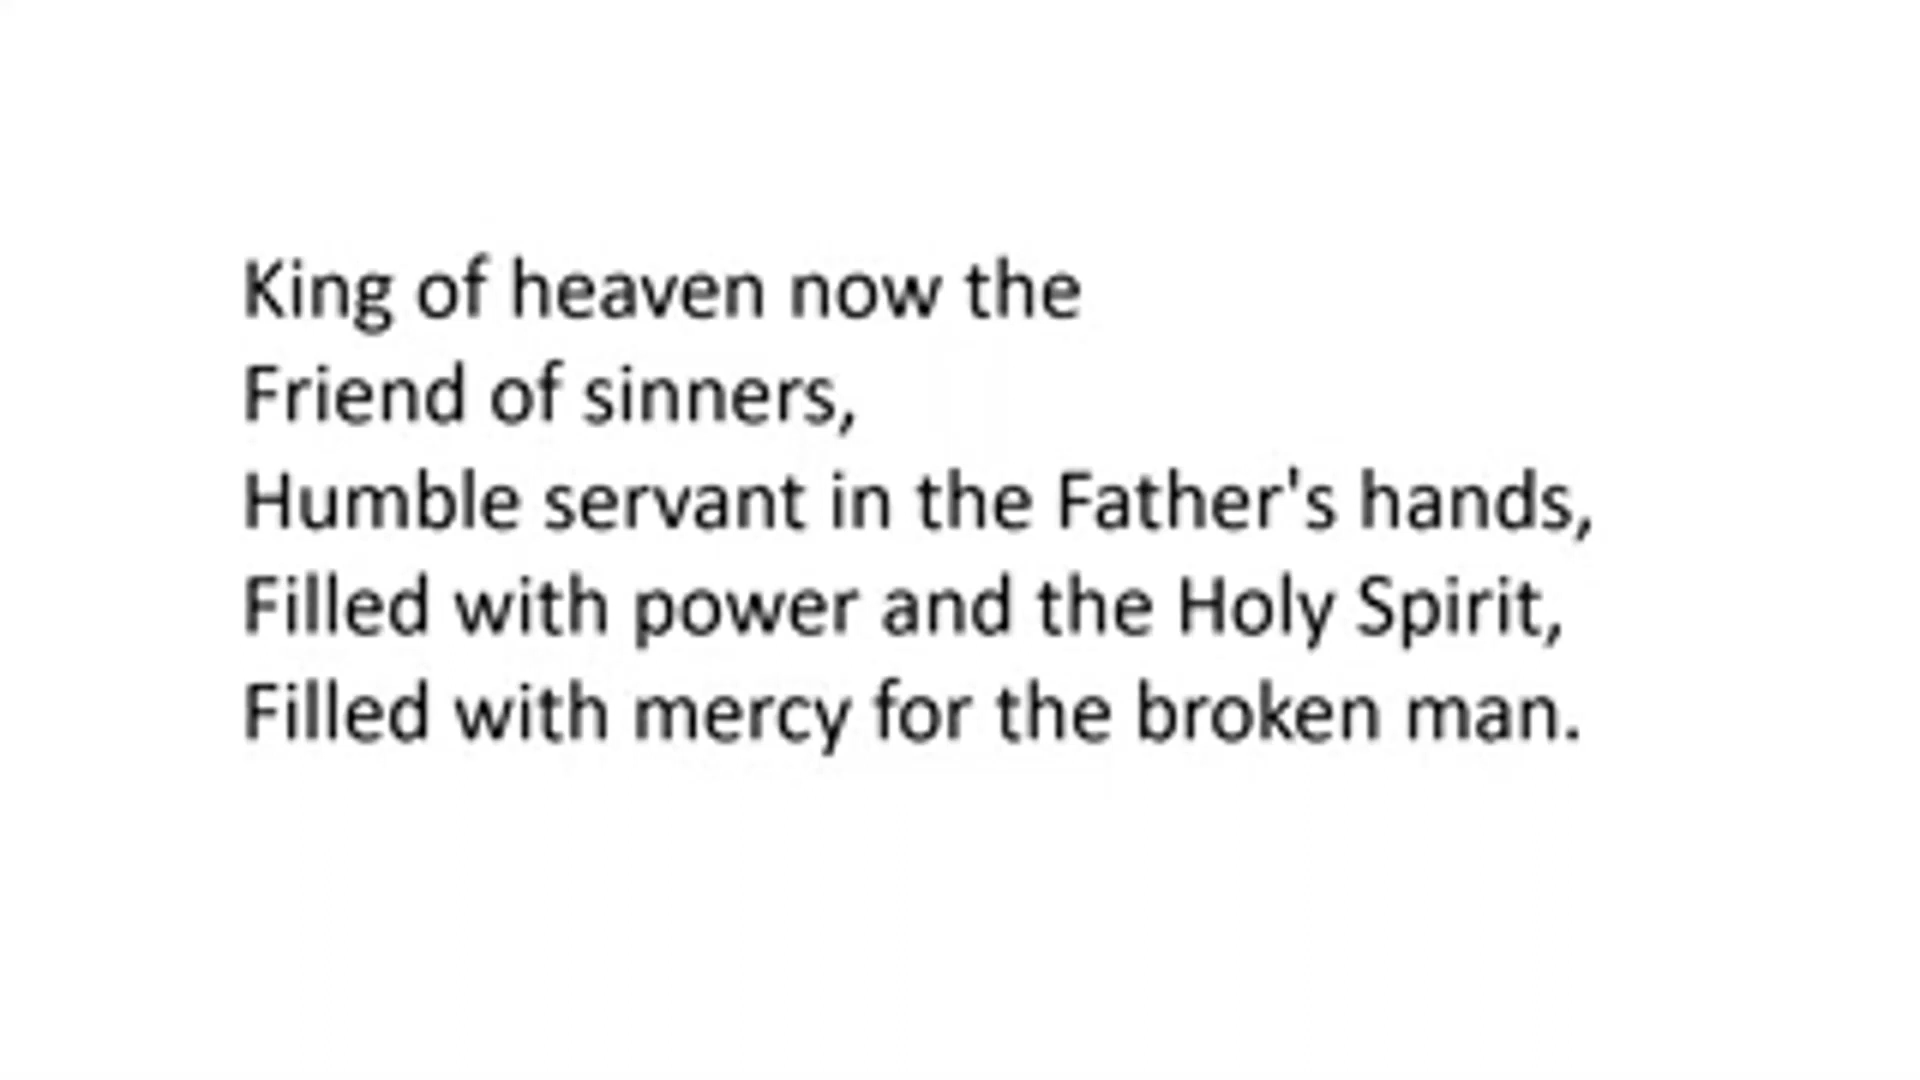 King of heaven now the
Friend of sinners,
Humble servant in the Father's hands,
Filled with power and the Holy Spirit,
Filled with mercy for the broken man.